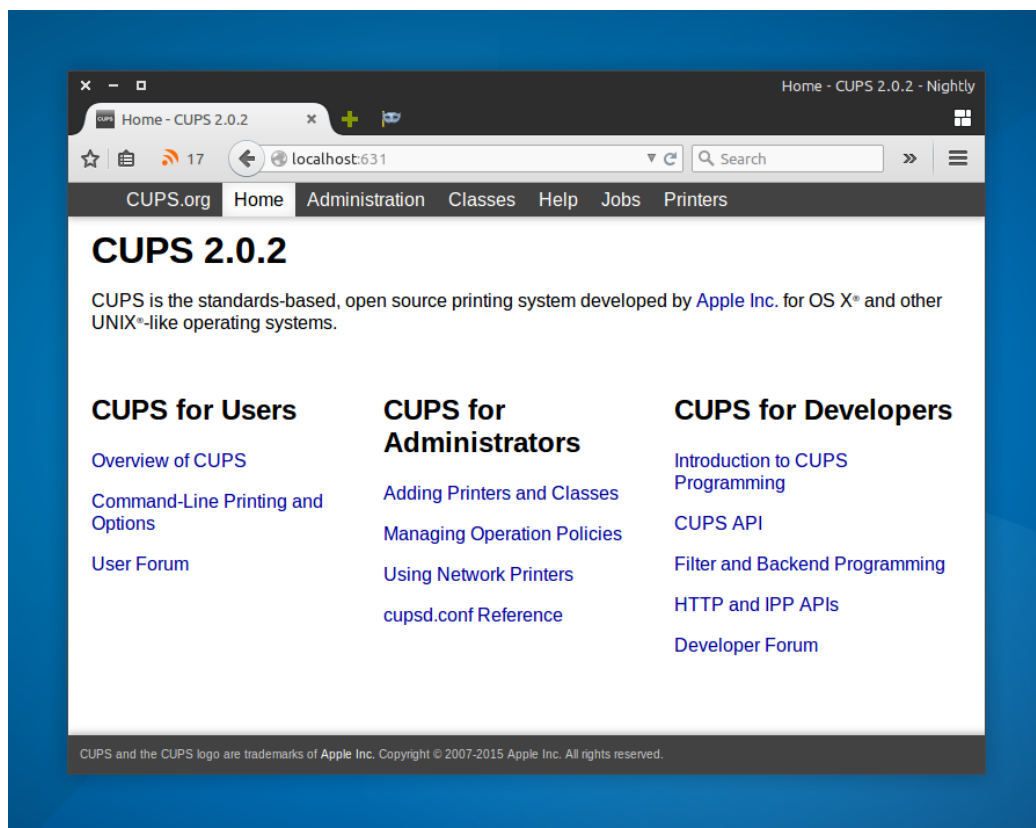 Home - CUPS 2.0.2 - Nightly
CUPS Home - CUPS 2.0.2
17 localhost:631 Search
CUPS.org Home Administration Classes Help Jobs Printers
CUPS 2.0.2
CUPS is the standards-based, open source printing system developed by Apple Inc. for OS X® and other
UNIX®-like operating systems.
CUPS for Users
Overview of CUPS
Command-Line Printing and
Options
User Forum
CUPS for
Administrators
Adding Printers and Classes
Managing Operation Policies
Using Network Printers
cupsd.conf Reference
CUPS for Developers
Introduction to CUPS
Programming
CUPS API
Filter and Backend Programming
HTTP and IPP APIs
Developer Forum
CUPS and the CUPS logo are trademarks of Apple Inc. Copyright © 2007-2015 Apple Inc. All rights reserved.